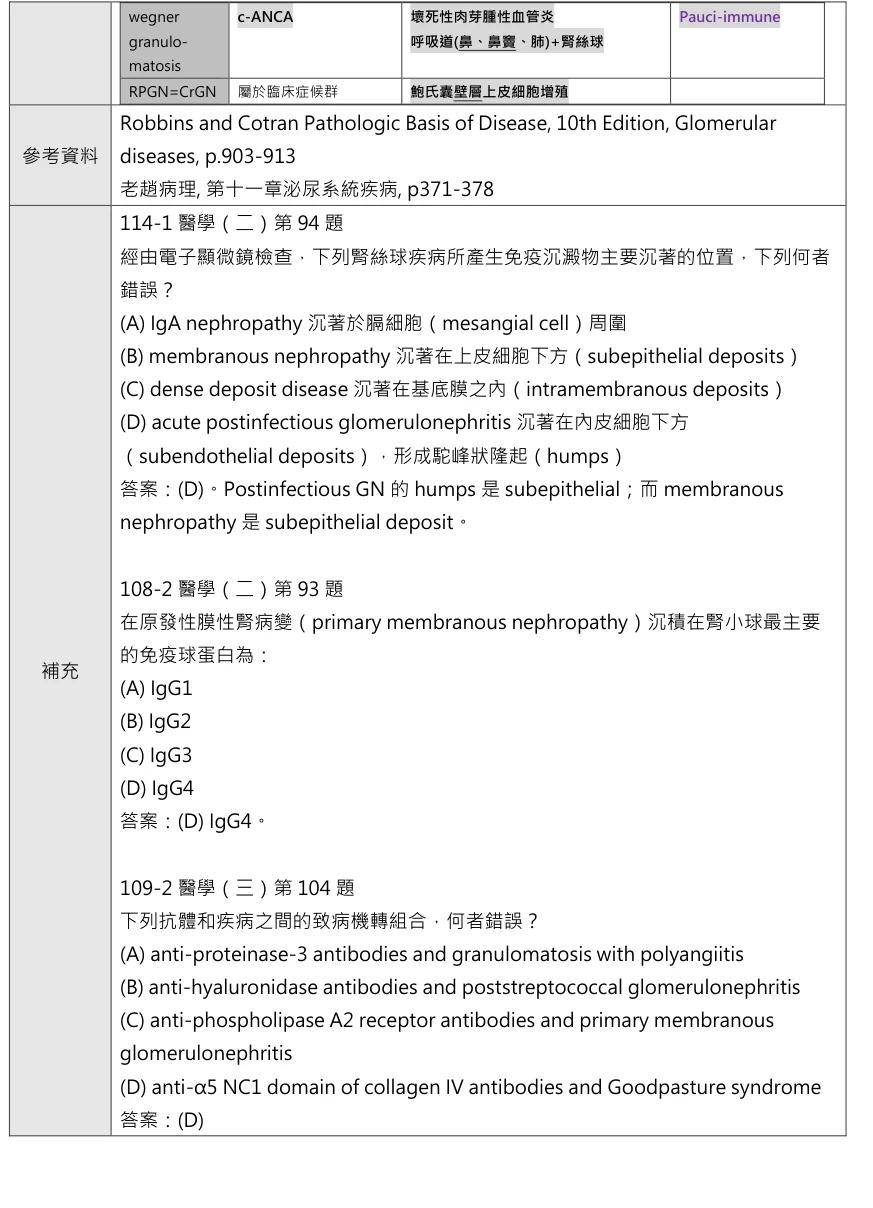 wegner granulo-matosis c-ANCA 壞死性肉芽腫性血管炎 呼吸道(鼻、鼻竇、肺)+腎絲球 Pauci-immune
RPGN=CrGN 屬於臨床症候群 鮑氏囊壁層上皮細胞增殖
參考資料
Robbins and Cotran Pathologic Basis of Disease, 10th Edition, Glomerular
diseases, p.903-913
老趙病理, 第十一章泌尿系統疾病, p371-378
補充
114-1 醫學（二）第 94 題
經由電子顯微鏡檢查，下列腎絲球疾病所產生免疫沉澱物主要沉著的位置，下列何者
錯誤？
(A) IgA nephropathy 沉著於膈細胞（mesangial cell）周圍
(B) membranous nephropathy 沉著在上皮細胞下方（subepithelial deposits）
(C) dense deposit disease 沉著在基底膜之內（intramembranous deposits）
(D) acute postinfectious glomerulonephritis 沉著在內皮細胞下方
（subendothelial deposits），形成駝峰狀隆起（humps）
答案：(D)。Postinfectious GN 的 humps 是 subepithelial；而 membranous
nephropathy 是 subepithelial deposit。
108-2 醫學（二）第 93 題
在原發性膜性腎病變（primary membranous nephropathy）沉積在腎小球最主要
的免疫球蛋白為：
(A) IgG1
(B) IgG2
(C) IgG3
(D) IgG4
答案：(D) IgG4。
109-2 醫學（三）第 104 題
下列抗體和疾病之間的致病機轉組合，何者錯誤？
(A) anti-proteinase-3 antibodies and granulomatosis with polyangiitis
(B) anti-hyaluronidase antibodies and poststreptococcal glomerulonephritis
(C) anti-phospholipase A2 receptor antibodies and primary membranous
glomerulonephritis
(D) anti-α5 NC1 domain of collagen IV antibodies and Goodpasture syndrome
答案：(D)